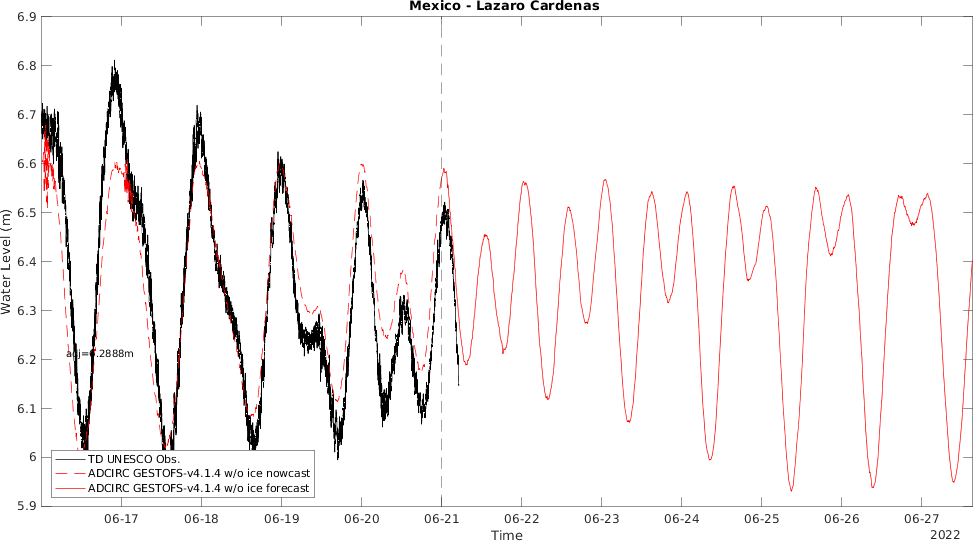 Mexico - Lazaro Cardenas
6.9
6.8
6.7
6.6
6.5
6.4
6.3
6.2
6.1
6
5.9
Water Level (m)
adj=6.2888m
TD UNESCO Obs.
ADCIRC GESTOFS-v4.1.4 w/o ice nowcast
ADCIRC GESTOFS-v4.1.4 w/o ice forecast
06-17 06-18 06-19 06-20 06-21 06-22 06-23 06-24 06-25 06-26 06-27
2022
Time